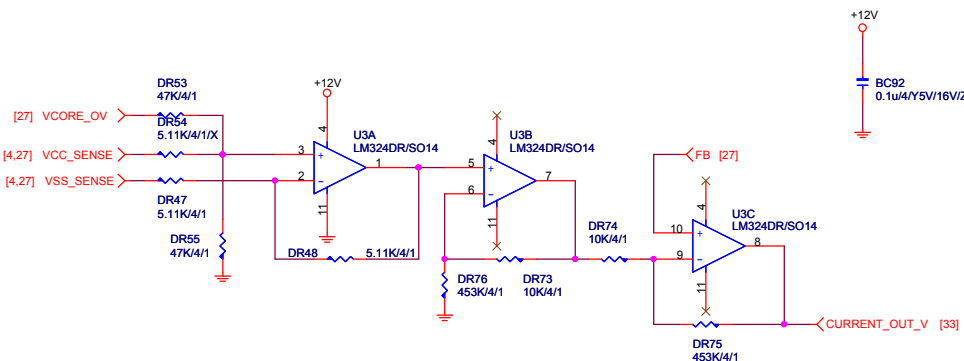 +12V
BC92
0.1u/4/Y5V/16V/Z
DR53
47K/4/1
+12V
[27] VCORE_OV
DR54
5.11K/4/1/X
4
U3A
LM324DR/SO14
4
U3B
LM324DR/SO14
[4,27] VCC_SENSE
3
+
1
5
+
FB [27]
[4,27] VSS_SENSE
2
-
6
-
7
DR47
5.11K/4/1
11
11
4
U3C
LM324DR/SO14
DR74
10K/4/1
10
+
8
9
-
DR55
47K/4/1
DR48
5.11K/4/1
DR76
453K/4/1
DR73
10K/4/1
11
CURRENT_OUT_V [33]
DR75
453K/4/1